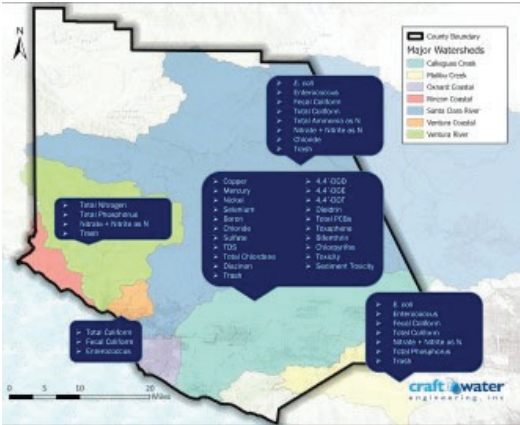 N
County Boundary
Major Watersheds
Calleguas Creek
Malibu Creek
Oxnard Coastal
Rincon Coastal
Santa Clara River
Ventura Coastal
Ventura River
E. coli
Enterococcus
Fecal Coliform
Total Coliform
Total Ammonia as N
Nitrate + Nitrite as N
Chloride
Trash
Total Nitrogen
Total Phosphorus
Nitrate + Nitrite as N
Trash
Copper
Mercury
Nickel
Selenium
Boron
Chloride
Sulfate
TDS
Total Chlordane
Diazinon
Trash
4,4'-DDD
4,4'-DDE
4,4'-DDT
Dieldrin
Total PCBs
Toxaphene
Bifenthrin
Chlorpyrifos
Toxicity
Sediment Toxicity
Total Coliform
Fecal Coliform
Enterococcus
E. coli
Enterococcus
Fecal Coliform
Total Coliform
Nitrate + Nitrite as N
Total Phosphorus
Trash
0 5 10 20
Miles
craft water
engineering, inc